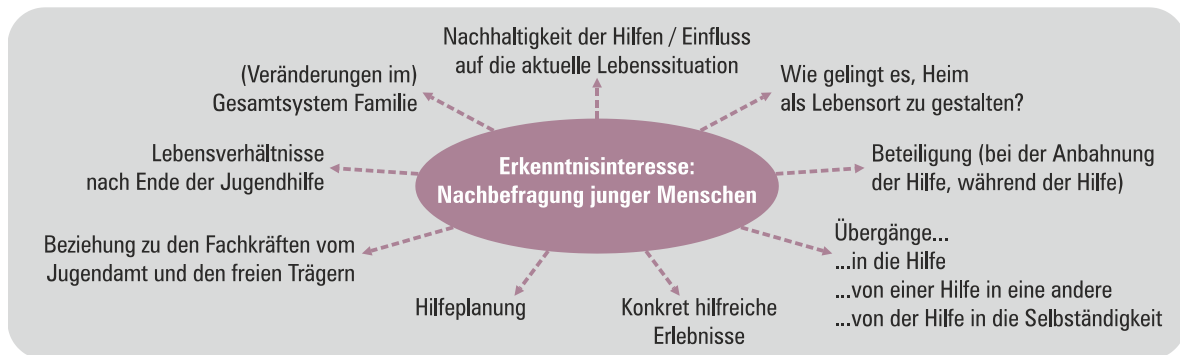 Nachhaltigkeit der Hilfen / Einfluss
auf die aktuelle Lebenssituation
(Veränderungen im)
Gesamtsystem Familie
Wie gelingt es, Heim
als Lebensort zu gestalten?
Lebensverhältnisse
nach Ende der Jugendhilfe
Erkenntnisinteresse:
Nachbefragung junger Menschen
Beteiligung (bei der Anbahnung
der Hilfe, während der Hilfe)
Beziehung zu den Fachkräften vom
Jugendamt und den freien Trägern
Übergänge...
...in die Hilfe
...von einer Hilfe in eine andere
...von der Hilfe in die Selbständigkeit
Hilfeplanung
Konkret hilfreiche
Erlebnisse